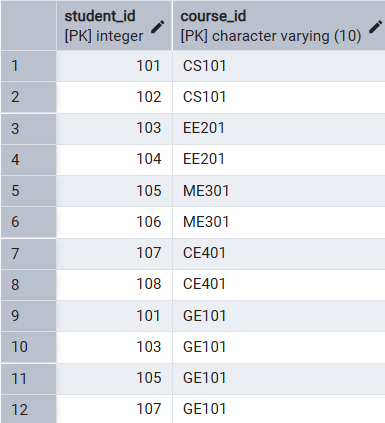 student_id course_id
[PK] integer [PK] character varying (10)
1 101 CS101
2 102 CS101
3 103 EE201
4 104 EE201
5 105 ME301
6 106 ME301
7 107 CE401
8 108 CE401
9 101 GE101
10 103 GE101
11 105 GE101
12 107 GE101